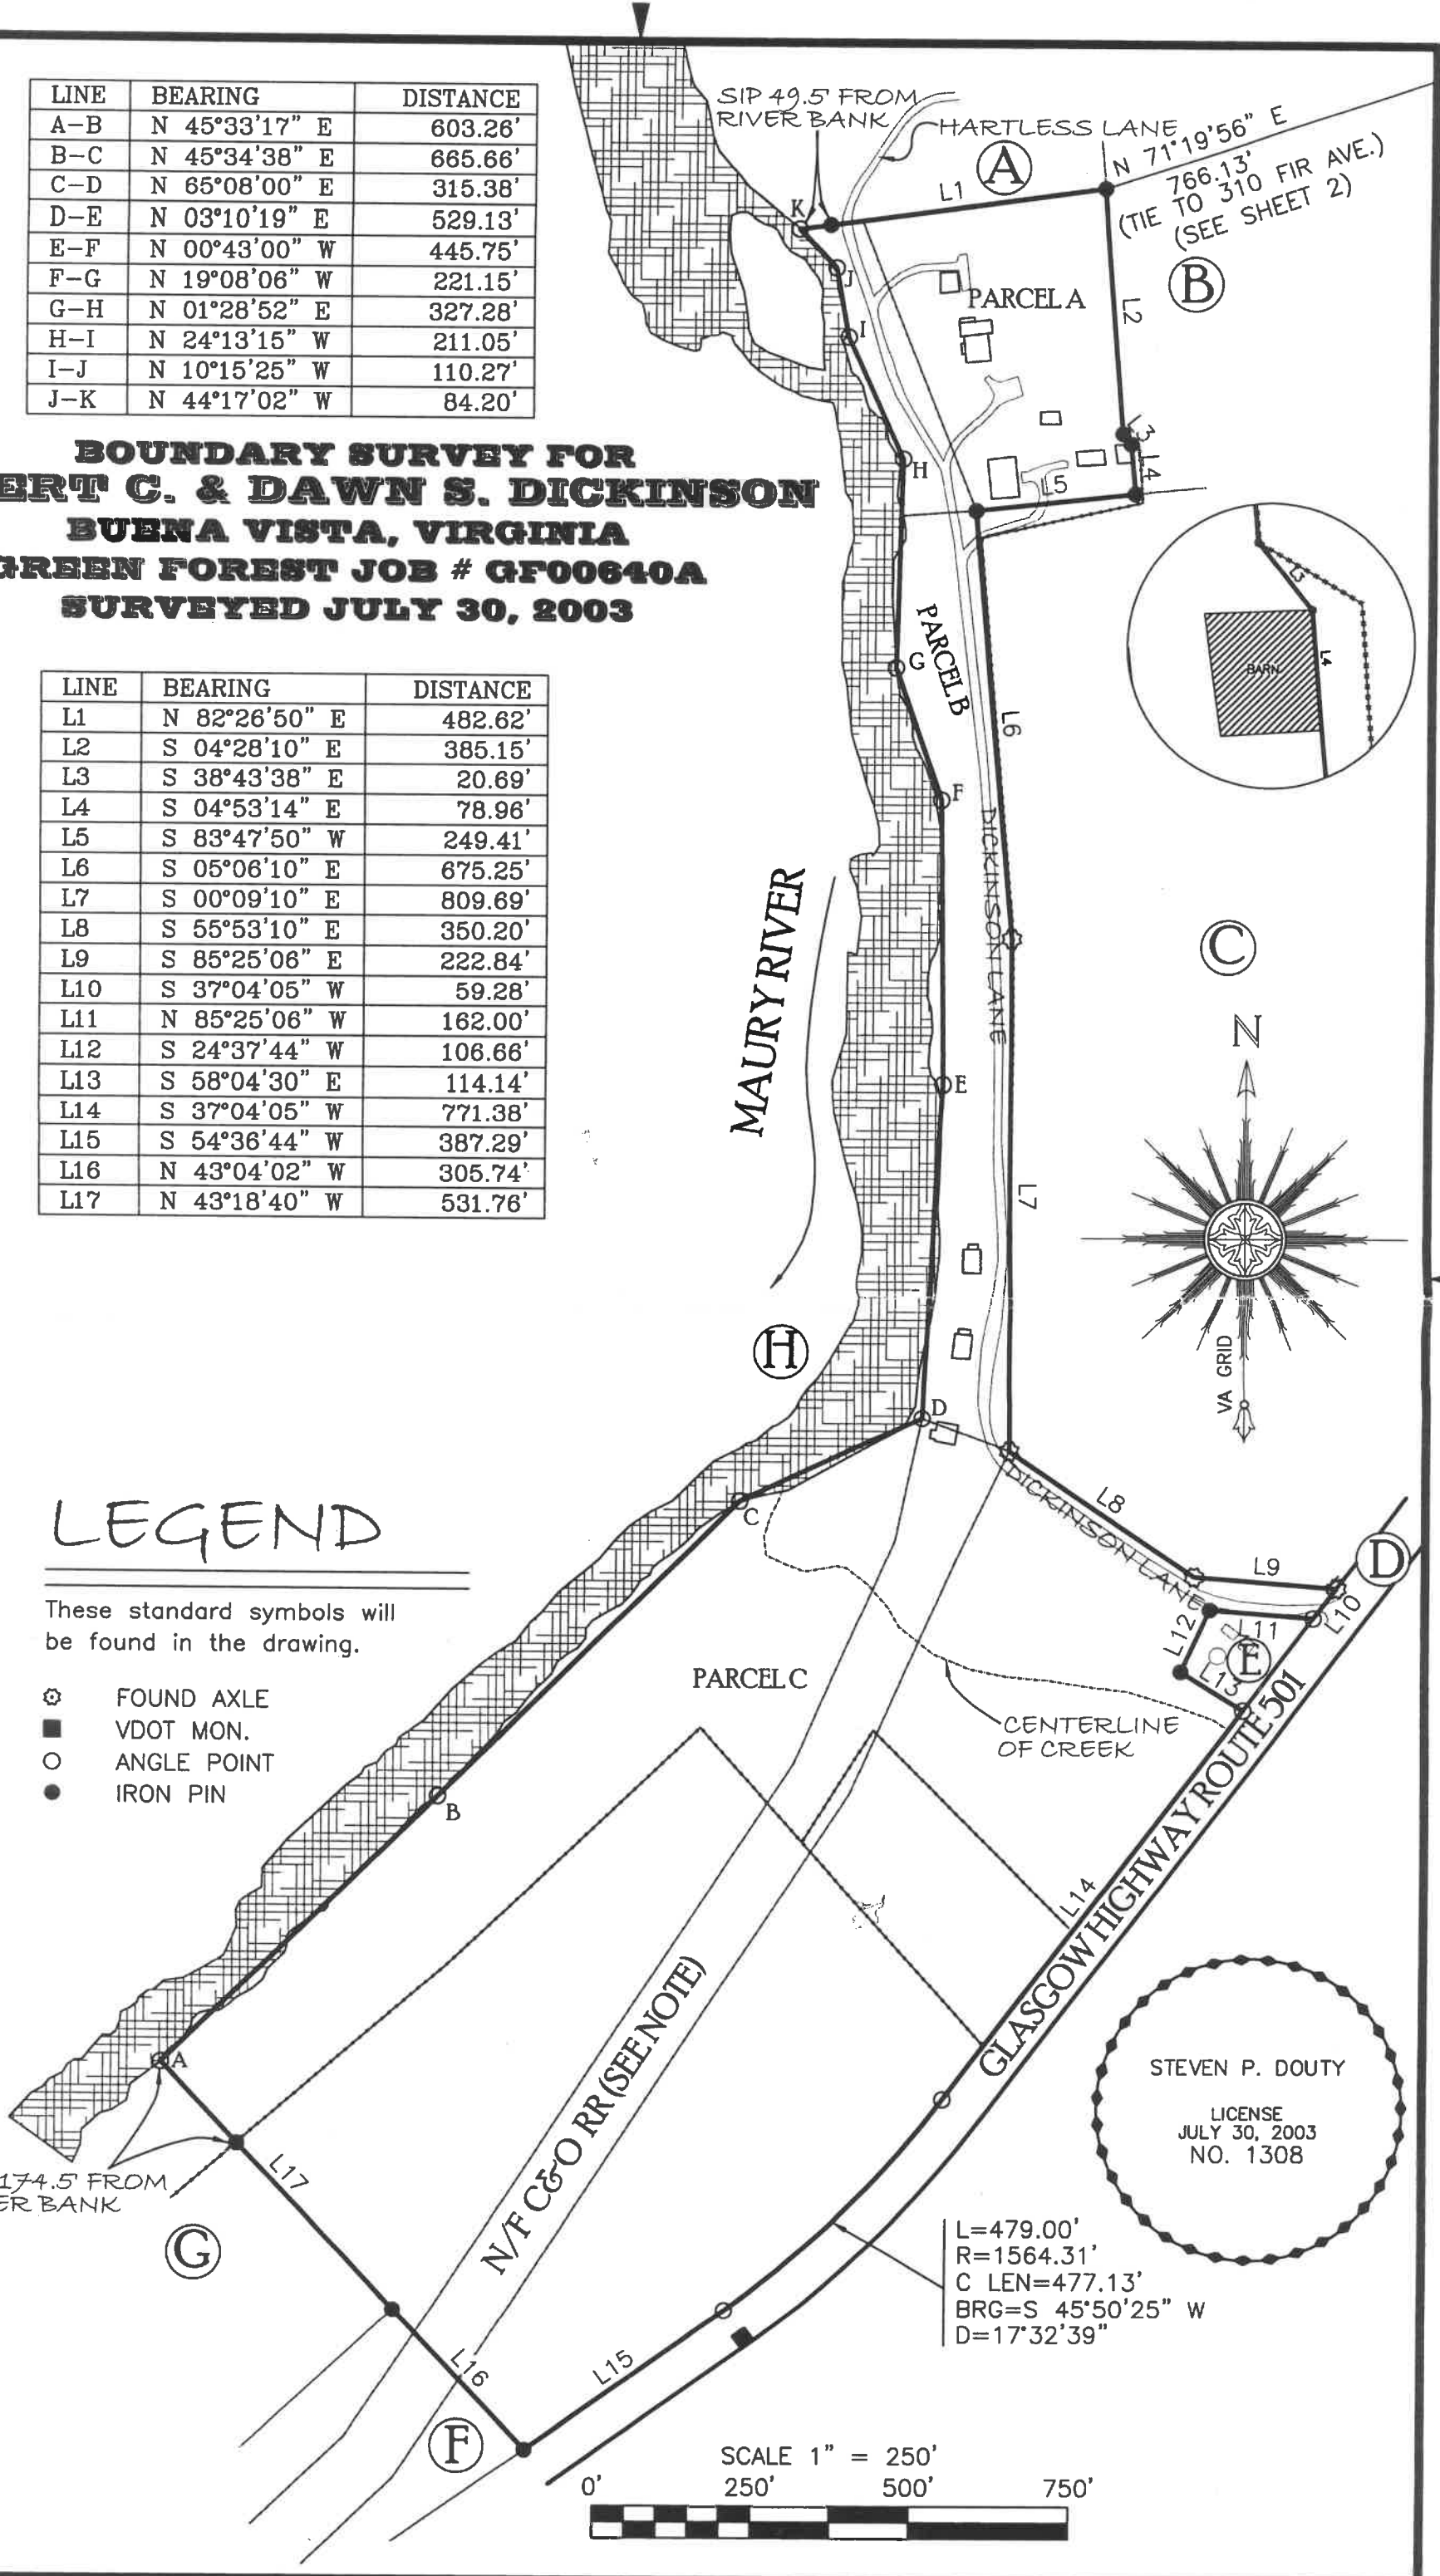 LINE BEARING DISTANCE
A-B N 45°33'17" E 603.26'
B-C N 45°34'38" E 665.66'
C-D N 65°08'00" E 315.38'
D-E N 03°10'19" E 529.13'
E-F N 00°43'00" W 445.75'
F-G N 19°08'06" W 221.15'
G-H N 01°28'52" E 327.28'
H-I N 24°13'15" W 211.05'
I-J N 10°15'25" W 110.27'
J-K N 44°17'02" W 84.20'
BOUNDARY SURVEY FOR
ERT C. & DAWN S. DICKINSON
BUENA VISTA, VIRGINIA
GREEN FOREST JOB # GF00640A
SURVEYED JULY 30, 2003
LINE BEARING DISTANCE
L1 N 82°26'50" E 482.62'
L2 S 04°28'10" E 385.15'
L3 S 38°43'38" E 20.69'
L4 S 04°53'14" E 78.96'
L5 S 83°47'50" W 249.41'
L6 S 05°06'10" E 675.25'
L7 S 00°09'10" E 809.69'
L8 S 55°53'10" E 350.20'
L9 S 85°25'06" E 222.84'
L10 S 37°04'05" W 59.28'
L11 N 85°25'06" W 162.00'
L12 S 24°37'44" W 106.66'
L13 S 58°04'30" E 114.14'
L14 S 37°04'05" W 771.38'
L15 S 54°36'44" W 387.29'
L16 N 43°04'02" W 305.74'
L17 N 43°18'40" W 531.76'
SIP 49.5' FROM
RIVER BANK
HARTLESS LANE
A
L1
N 71°19'56" E
766.13'
(TIE TO 310 FIR AVE.)
(SEE SHEET 2)
B
K
J
I
H
PARCEL A
L2
L3
L4
L5
L3
L4
BARN
G
PARCEL B
L6
F
DICKINSON LANE
MAURY RIVER
C
N
E
L7
VA GRID
H
D
C
DICKINSON LANE
L8
L9
D
L10
L11
L12
E
L13
LEGEND
These standard symbols will
be found in the drawing.
FOUND AXLE
VDOT MON.
ANGLE POINT
IRON PIN
PARCEL C
CENTERLINE
OF CREEK
B
L14
GLASGOW HIGHWAY ROUTE 501
N/F C&O RR (SEE NOTE)
A
174.5' FROM
ER BANK
L17
G
L16
F
L15
STEVEN P. DOUTY
LICENSE
JULY 30, 2003
NO. 1308
L=479.00'
R=1564.31'
C LEN=477.13'
BRG=S 45°50'25" W
D=17°32'39"
SCALE 1" = 250'
0' 250' 500' 750'